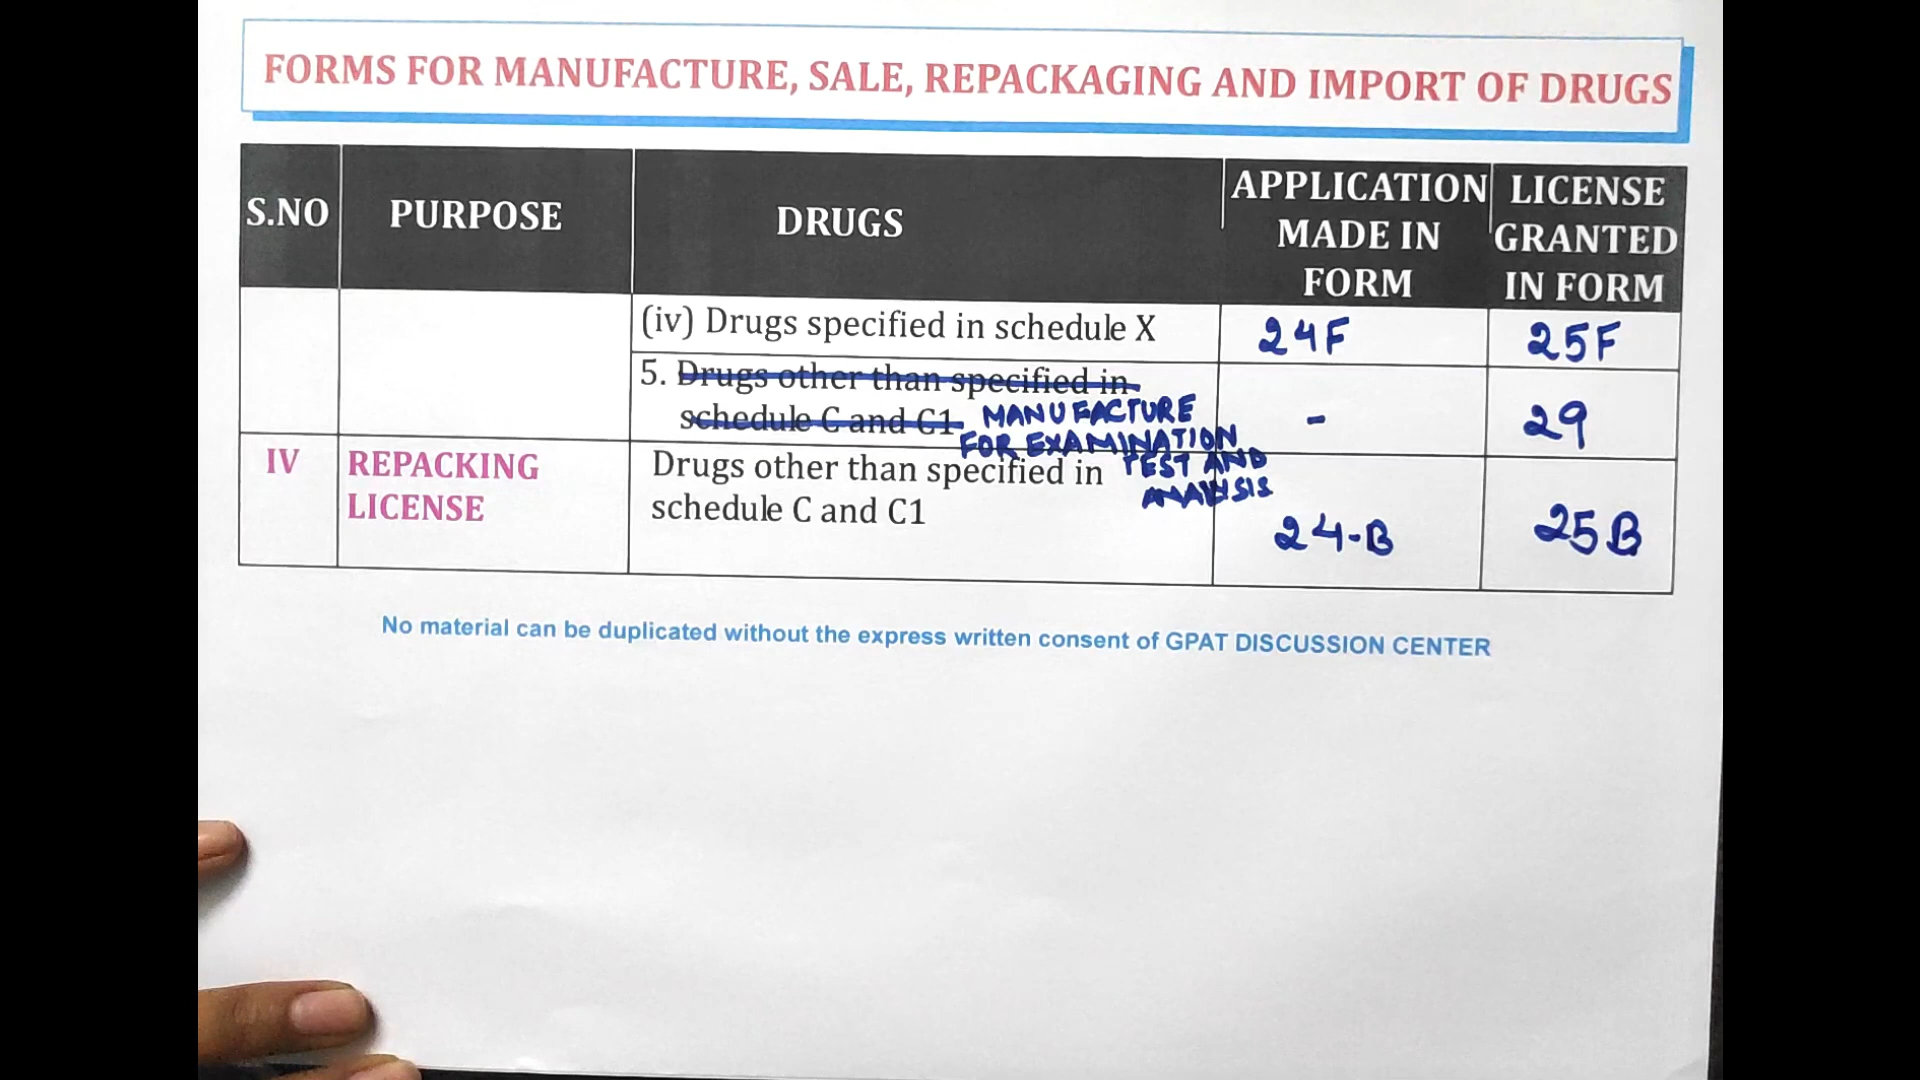 FORMS FOR MANUFACTURE, SALE, REPACKAGING AND IMPORT OF DRUGS
S.NO
PURPOSE
DRUGS
APPLICATION
MADE IN
FORM
LICENSE
GRANTED
IN FORM
(iv) Drugs specified in schedule X
24F
25F
5. Drugs other than specified in
schedule C and C1 MANUFACTURE
FOR EXAMINATION
TEST AND
ANALYSIS
-
29
IV
REPACKING
LICENSE
Drugs other than specified in
schedule C and C1
24-B
25B
No material can be duplicated without the express written consent of GPAT DISCUSSION CENTER